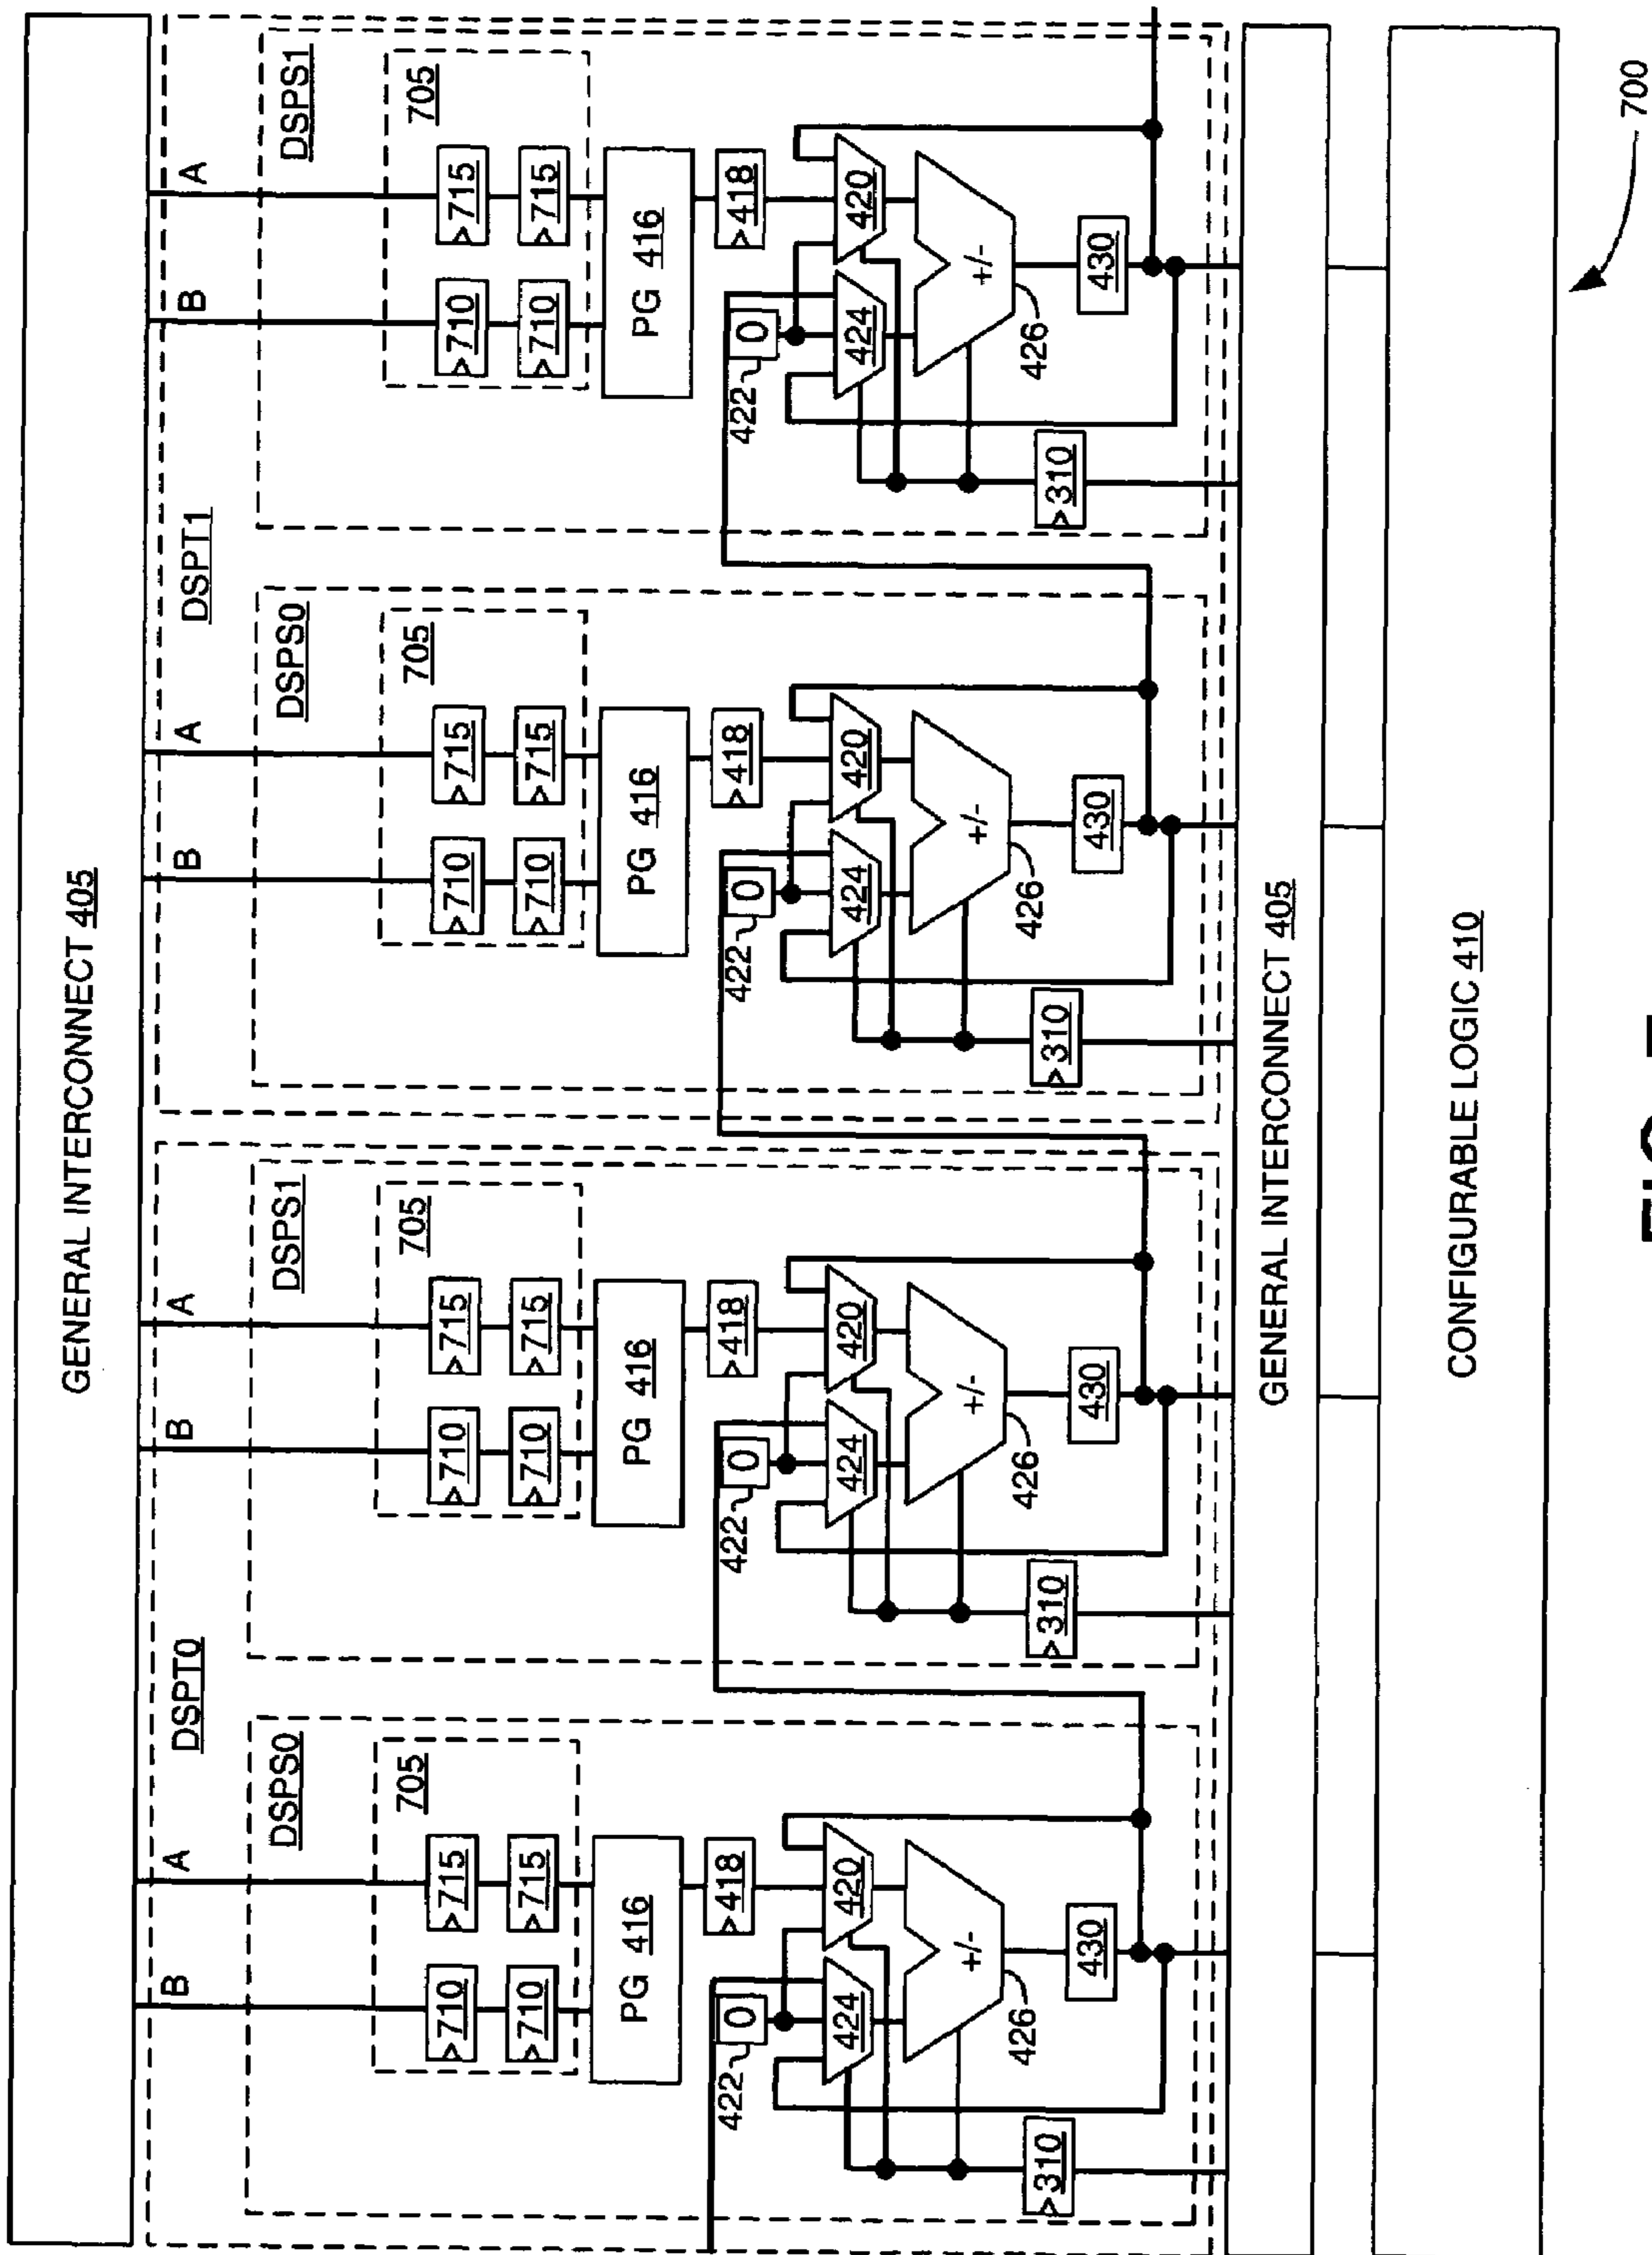 GENERAL INTERCONNECT 405
DSPT0
DSPS0
B
A
705
>710
>715
>710
>715
PG 416
>418
422
0
424
420
+/-
426
>310
430
DSPS1
B
A
705
>710
>715
>710
>715
PG 416
>418
422
0
424
420
+/-
426
>310
430
DSPT1
DSPS0
B
A
705
>710
>715
>710
>715
PG 416
>418
422
0
424
420
+/-
426
>310
430
DSPS1
B
A
705
>710
>715
>710
>715
PG 416
>418
422
0
424
420
+/-
426
>310
430
GENERAL INTERCONNECT 405
CONFIGURABLE LOGIC 410
700